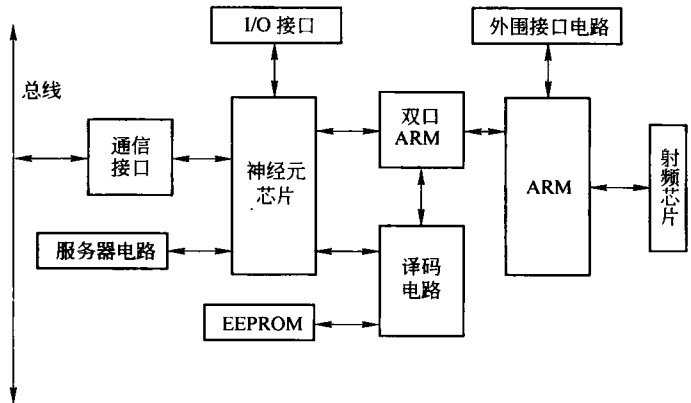 I/O 接口
外围接口电路
总线
通信
接口
神经元
芯片
双口
ARM
ARM
射频芯片
服务器电路
译码
电路
EEPROM